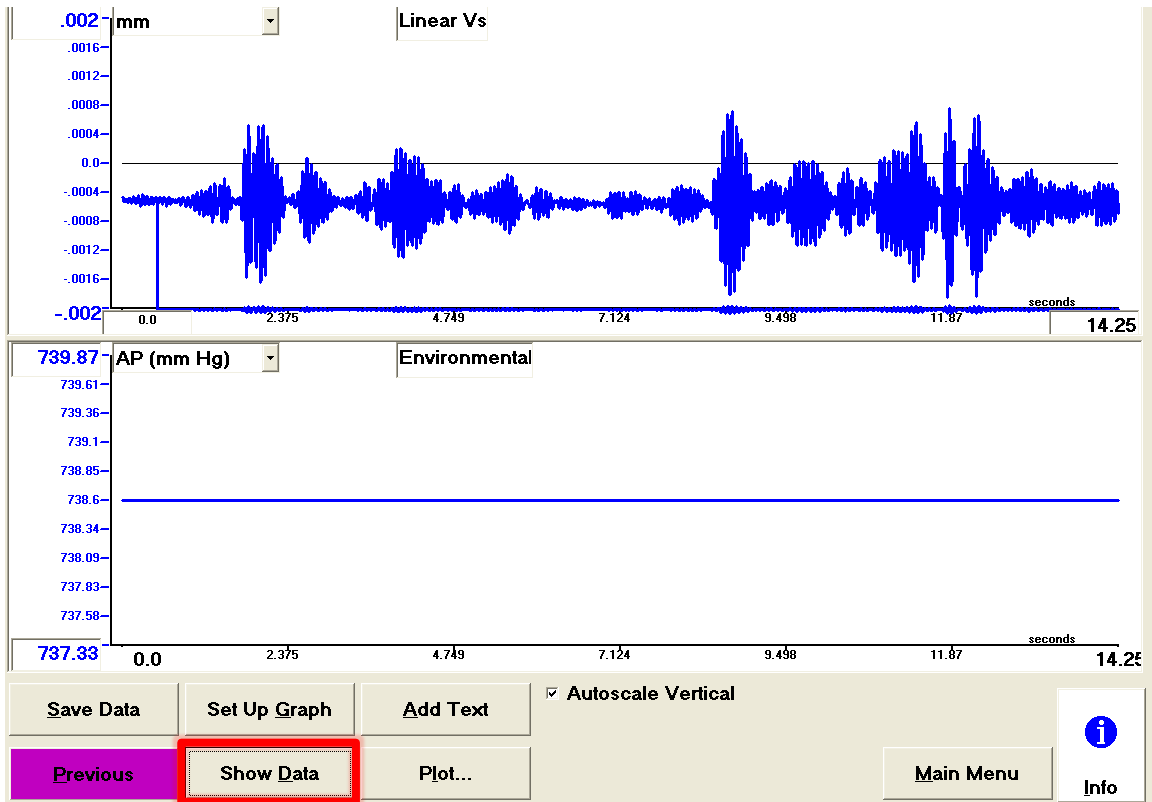 .002 mm Linear Vs
.0016
.0012
.0008
.0004
0.0
-.0004
-.0008
-.0012
-.0016
seconds
-.002 0.0 2.375 4.749 7.124 9.498 11.87 14.25
739.87 AP (mm Hg) Environmental
739.61
739.36
739.1
738.85
738.6
738.34
738.09
737.83
737.58
seconds
737.33 0.0 2.375 4.749 7.124 9.498 11.87 14.25
Save Data Set Up Graph Add Text Autoscale Vertical
Previous Show Data Plot... Main Menu Info